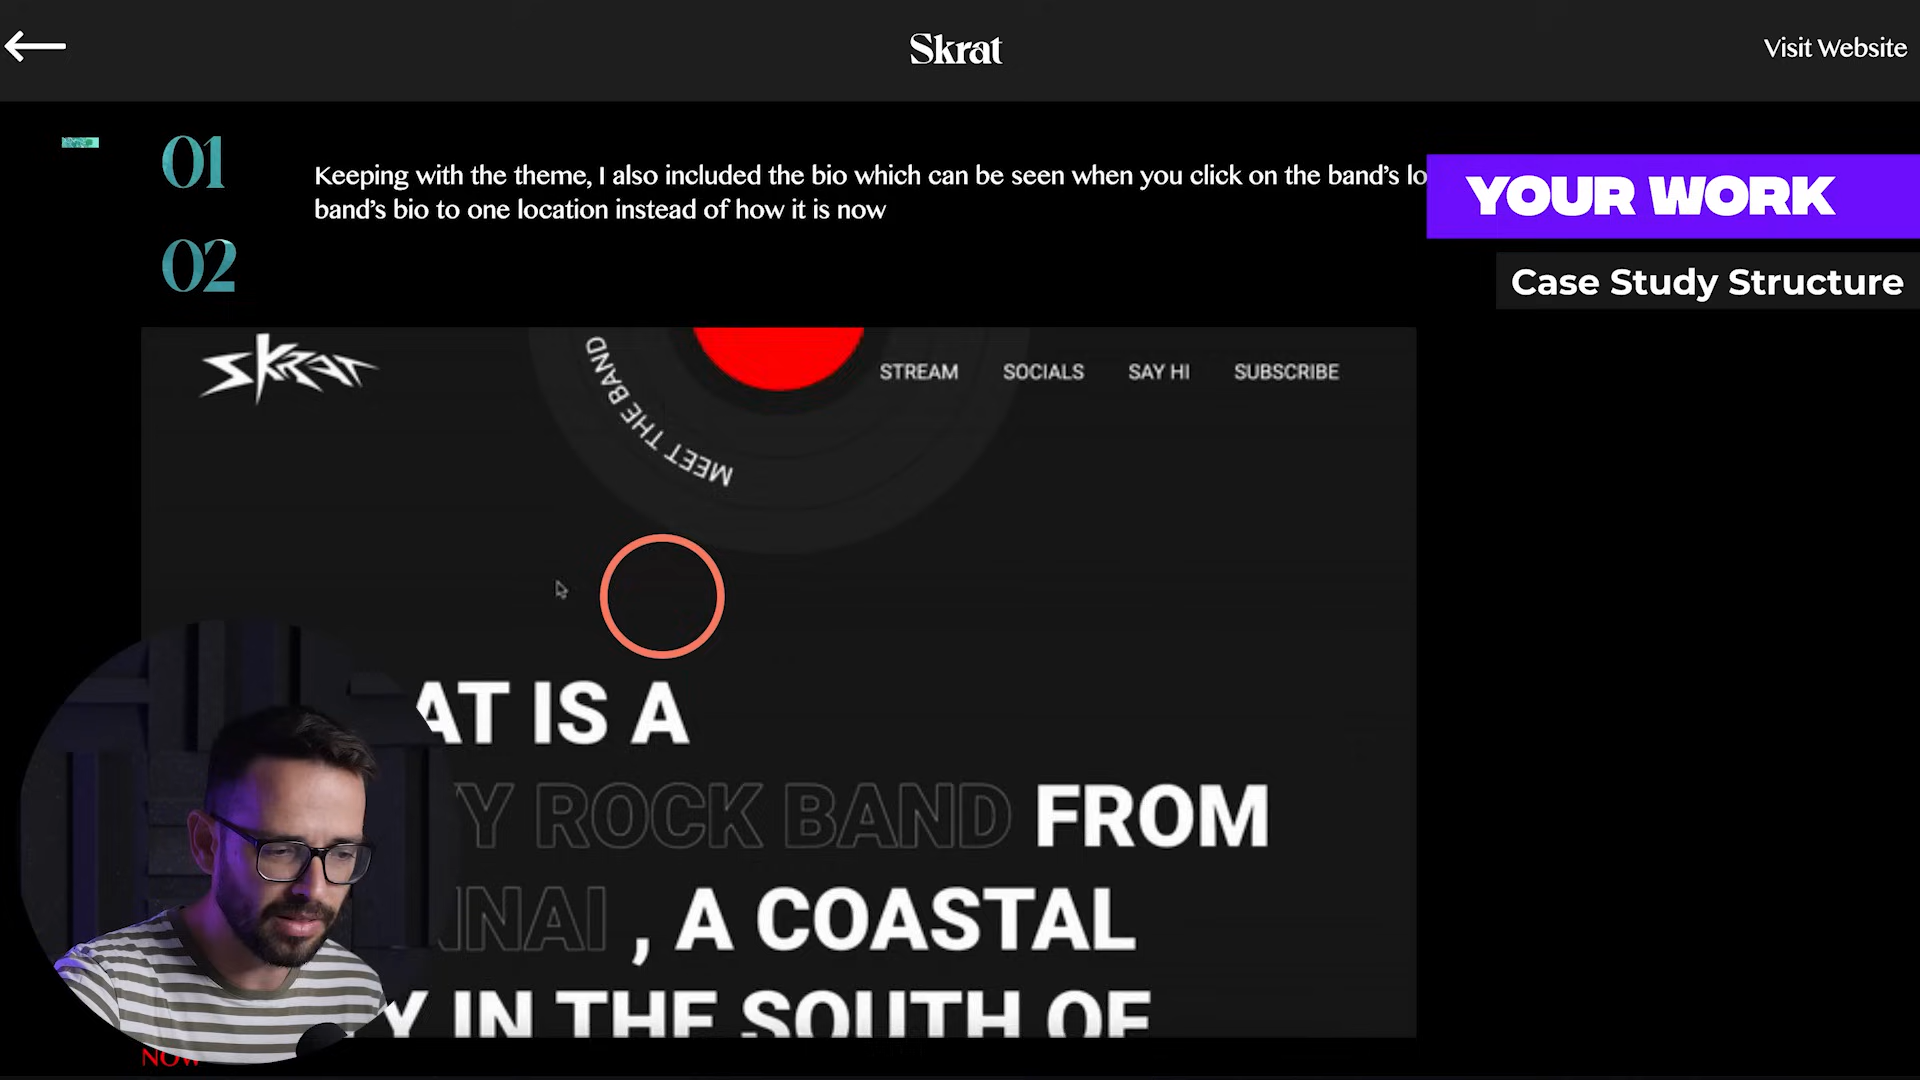 Skrat
Visit Website
01
Keeping with the theme, I also included the bio which can be seen when you click on the band's lo
band's bio to one location instead of how it is now
YOUR WORK
02
Case Study Structure
SKRAT
STREAM SOCIALS SAY HI SUBSCRIBE
MEET THE BAND
AT IS A
Y ROCK BAND FROM
NAI , A COASTAL
Y IN THE SOUTH OF
NOW